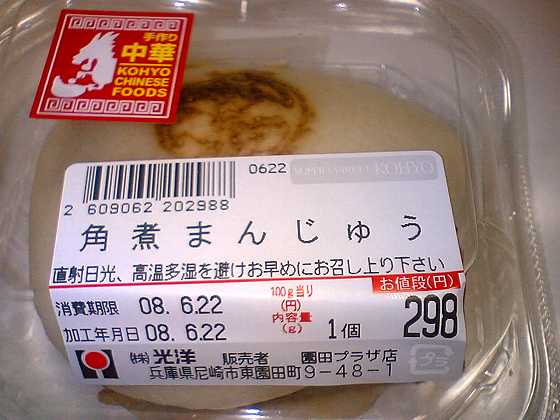 手作り
中華
KOHYO
CHINESE
FOODS
0622
SUPER MARKET KOHYO
2 609062 202988
角煮まんじゅう
直射日光、高温多湿を避けお早めにお召し上り下さい
消費期限 08. 6.22
100g当り
(円)
お値段(円)
加工年月日 08. 6.22
内容量
(g)
1個
298
(株)光洋 販売者 園田プラザ店
兵庫県尼崎市東園田町9-48-1
プラ